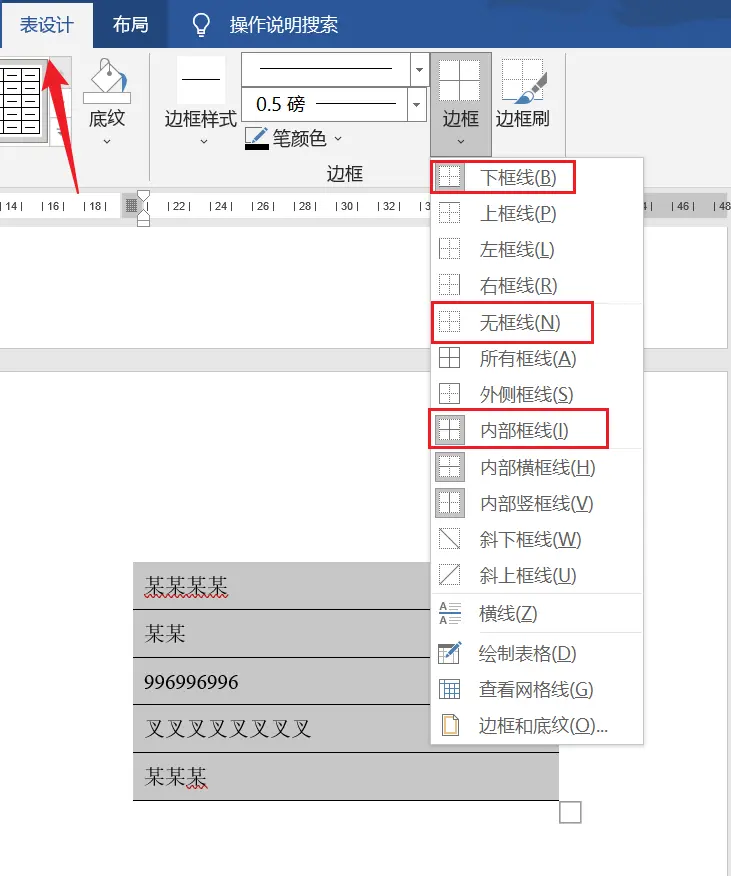 表设计 布局 操作说明搜索
底纹
边框样式
0.5 磅
笔颜色
边框
边框刷
边框
14 16 18 22 24 26 28 30 32 46 48
下框线(B)
上框线(P)
左框线(L)
右框线(R)
无框线(N)
所有框线(A)
外侧框线(S)
内部框线(I)
内部横框线(H)
内部竖框线(V)
斜下框线(W)
斜上框线(U)
横线(Z)
绘制表格(D)
查看网格线(G)
边框和底纹(O)...
某某某某
某某
996996996
叉叉叉叉叉叉叉叉
某某某